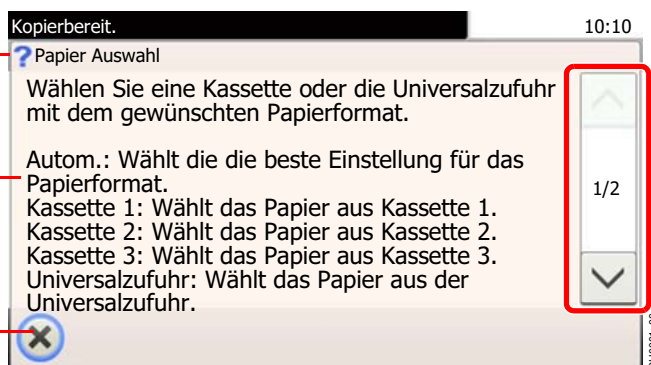 Kopierbereit.
10:10
?Papier Auswahl
Wählen Sie eine Kassette oder die Universalzufuhr
mit dem gewünschten Papierformat.
Autom.: Wählt die die beste Einstellung für das
Papierformat.
Kassette 1: Wählt das Papier aus Kassette 1.
Kassette 2: Wählt das Papier aus Kassette 2.
Kassette 3: Wählt das Papier aus Kassette 3.
Universalzufuhr: Wählt das Papier aus der
Universalzufuhr.
1/2